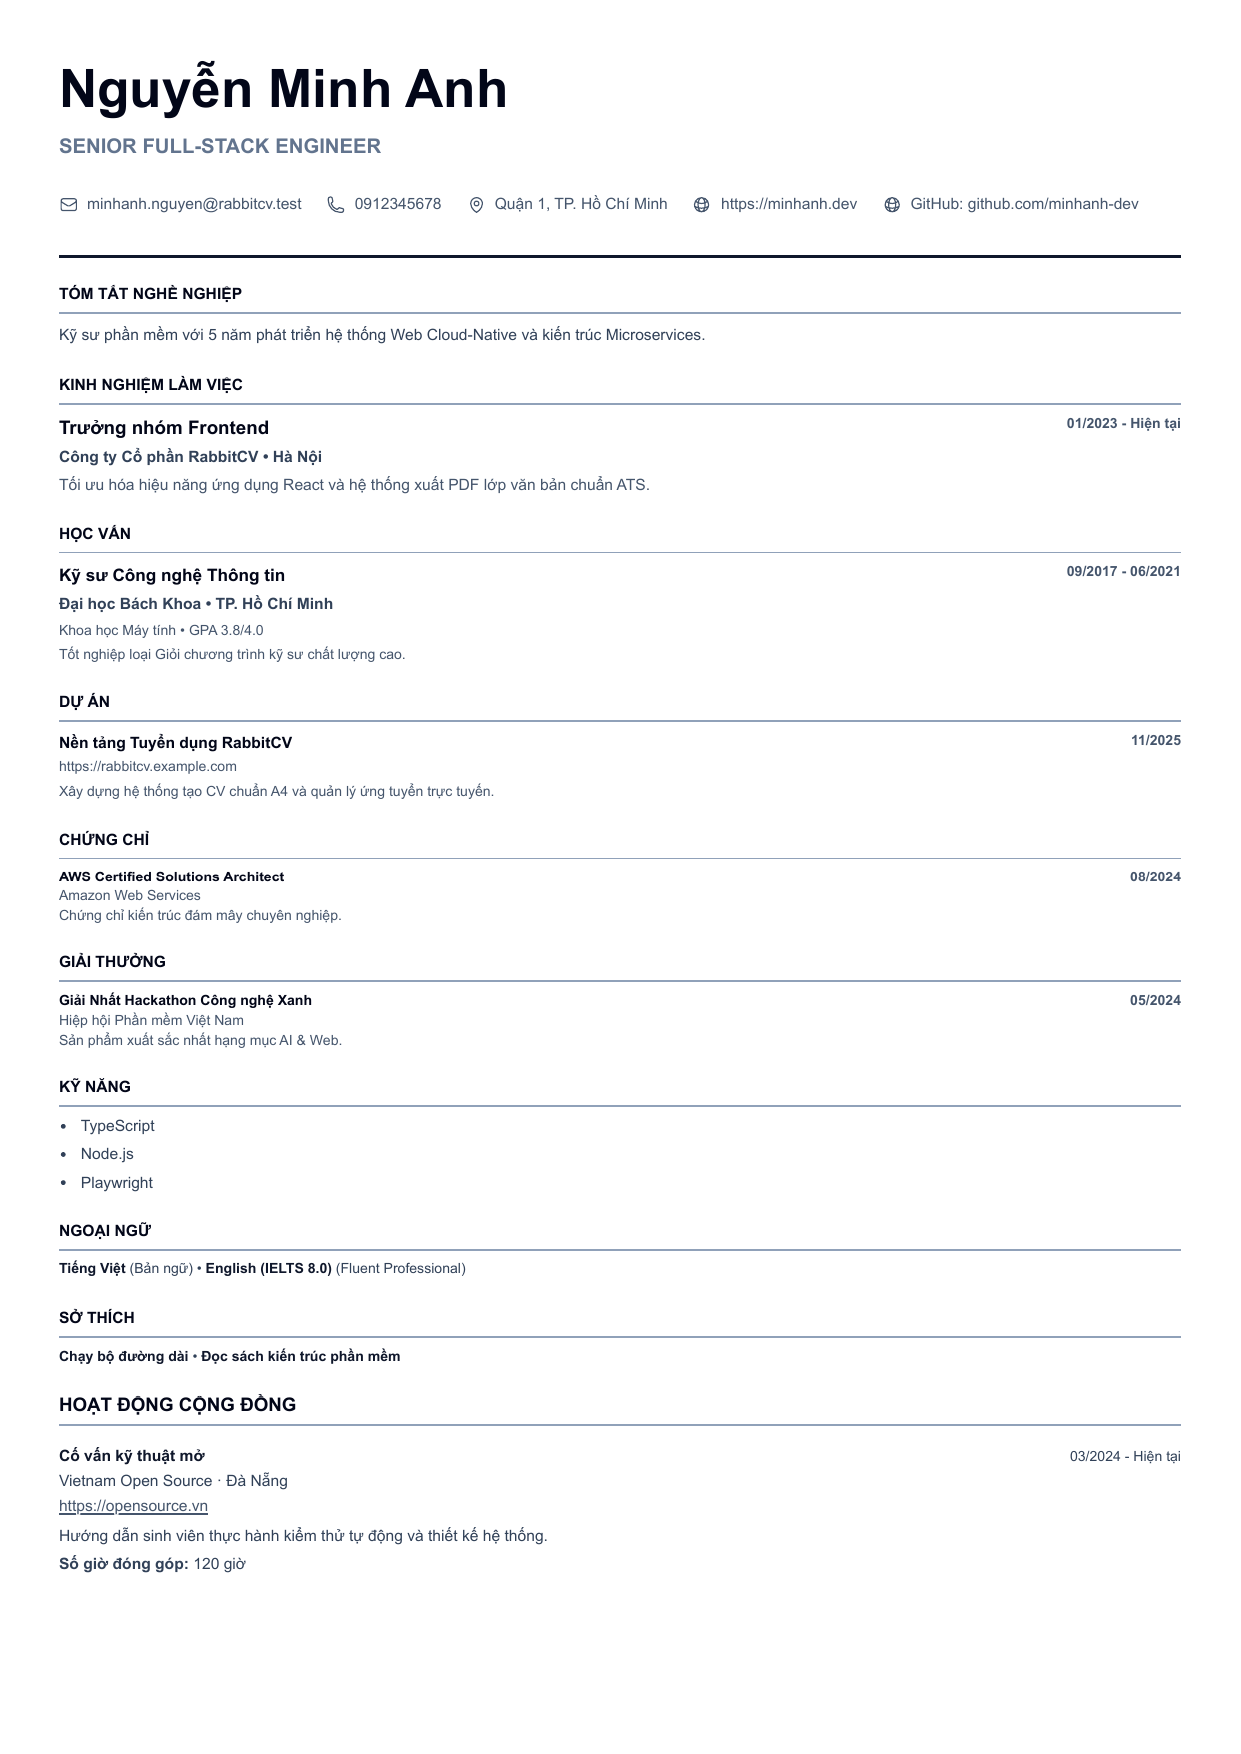 Nguyễn Minh Anh
SENIOR FULL-STACK ENGINEER
minhanh.nguyen@rabbitcv.test 0912345678 Quận 1, TP. Hồ Chí Minh https://minhanh.dev GitHub: github.com/minhanh-dev
TÓM TẮT NGHỀ NGHIỆP
Kỹ sư phần mềm với 5 năm phát triển hệ thống Web Cloud-Native và kiến trúc Microservices.
KINH NGHIỆM LÀM VIỆC
Trưởng nhóm Frontend 01/2023 - Hiện tại
Công ty Cổ phần RabbitCV • Hà Nội
Tối ưu hóa hiệu năng ứng dụng React và hệ thống xuất PDF lớp văn bản chuẩn ATS.
HỌC VẤN
Kỹ sư Công nghệ Thông tin 09/2017 - 06/2021
Đại học Bách Khoa • TP. Hồ Chí Minh
Khoa học Máy tính • GPA 3.8/4.0
Tốt nghiệp loại Giỏi chương trình kỹ sư chất lượng cao.
DỰ ÁN
Nền tảng Tuyển dụng RabbitCV 11/2025
https://rabbitcv.example.com
Xây dựng hệ thống tạo CV chuẩn A4 và quản lý ứng tuyển trực tuyến.
CHỨNG CHỈ
AWS Certified Solutions Architect 08/2024
Amazon Web Services
Chứng chỉ kiến trúc đám mây chuyên nghiệp.
GIẢI THƯỞNG
Giải Nhất Hackathon Công nghệ Xanh 05/2024
Hiệp hội Phần mềm Việt Nam
Sản phẩm xuất sắc nhất hạng mục AI & Web.
KỸ NĂNG
• TypeScript
• Node.js
• Playwright
NGOẠI NGỮ
Tiếng Việt (Bản ngữ) • English (IELTS 8.0) (Fluent Professional)
SỞ THÍCH
Chạy bộ đường dài • Đọc sách kiến trúc phần mềm
HOẠT ĐỘNG CỘNG ĐỒNG
Cố vấn kỹ thuật mở 03/2024 - Hiện tại
Vietnam Open Source · Đà Nẵng
https://opensource.vn
Hướng dẫn sinh viên thực hành kiểm thử tự động và thiết kế hệ thống.
Số giờ đóng góp: 120 giờ